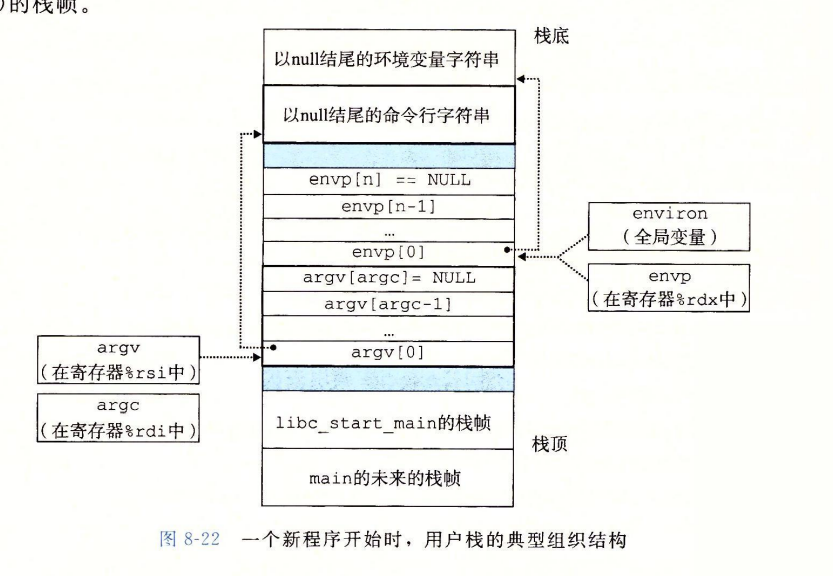 的栈帧。
栈底
以null结尾的环境变量字符串
以null结尾的命令行字符串
envp[n] == NULL
envp[n-1]
…
envp[0]
environ
（全局变量）
envp
（在寄存器%rdx中）
argv[argc]= NULL
argv[argc-1]
…
argv[0]
argv
（在寄存器%rsi中）
argc
（在寄存器%rdi中）
libc_start_main的栈帧
栈顶
main的未来的栈帧
图 8-22 一个新程序开始时，用户栈的典型组织结构